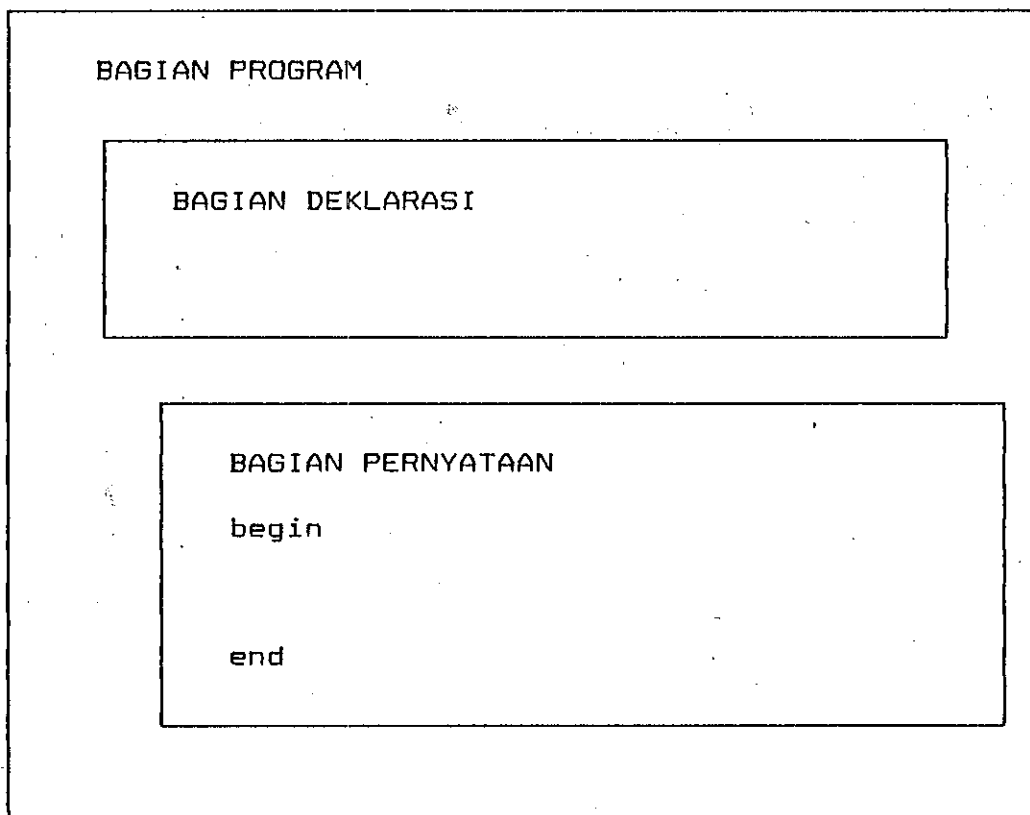 BAGIAN PROGRAM
BAGIAN DEKLARASI
BAGIAN PERNYATAAN
begin
end